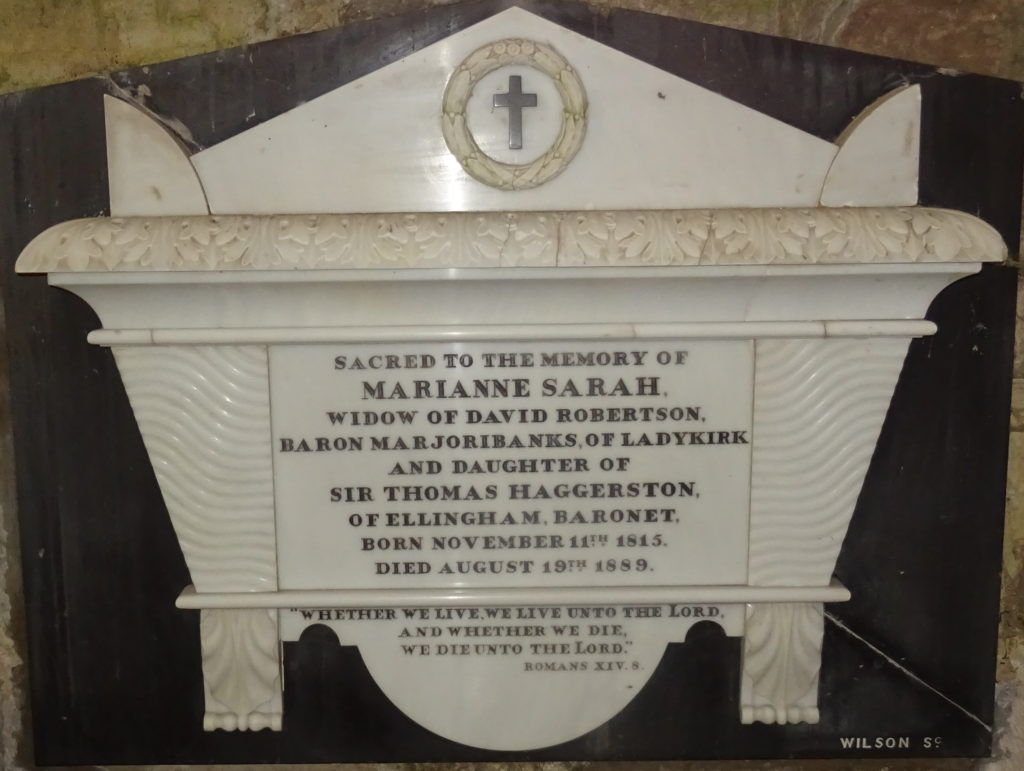 SACRED TO THE MEMORY OF
MARIANNE SARAH,
WIDOW OF DAVID ROBERTSON,
BARON MARJORIBANKS, OF LADYKIRK
AND DAUGHTER OF
SIR THOMAS HAGGERSTON,
OF ELLINGHAM, BARONET,
BORN NOVEMBER 11TH 1815.
DIED AUGUST 19TH 1889.
"WHETHER WE LIVE, WE LIVE UNTO THE LORD,
AND WHETHER WE DIE,
WE DIE UNTO THE LORD."
ROMANS XIV. 8.
WILSON Sc